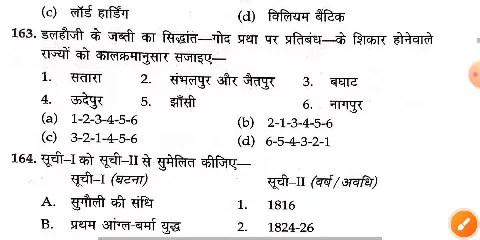 (c) लॉर्ड हार्डिंग (d) विलियम बैंटिक
163. डलहौजी के जब्ती का सिद्धांत—गोद प्रथा पर प्रतिबंध—के शिकार होनेवाले
राज्यों को कालक्रमानुसार सजाइए—
1. सतारा 2. संभलपुर और जैतपुर 3. बघाट
4. ऊदेपुर 5. झाँसी 6. नागपुर
(a) 1-2-3-4-5-6 (b) 2-1-3-4-5-6
(c) 3-2-1-4-5-6 (d) 6-5-4-3-2-1
164. सूची-I को सूची-II से सुमेलित कीजिए—
सूची-I (घटना) सूची-II (वर्ष/अवधि)
A. सुगौली की संधि 1. 1816
B. प्रथम आंग्ल-बर्मा युद्ध 2. 1824-26